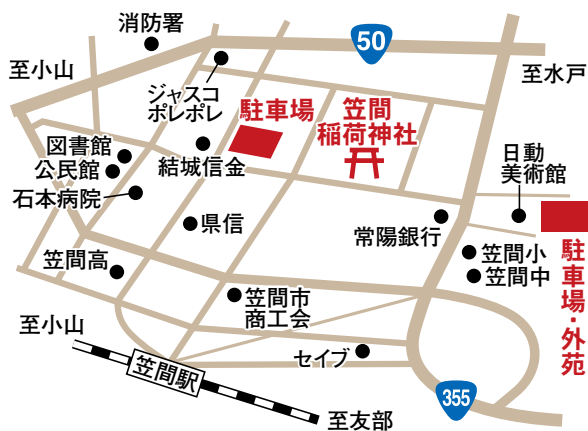 消防署
50
至小山
至水戸
ジャスコ
ポレポレ
駐車場
笠間
稲荷神社
図書館
公民館
結城信金
日動
美術館
石本病院
県信
常陽銀行
駐車場・外苑
笠間高
笠間小
笠間中
笠間市
商工会
至小山
セイブ
笠間駅
355
至友部